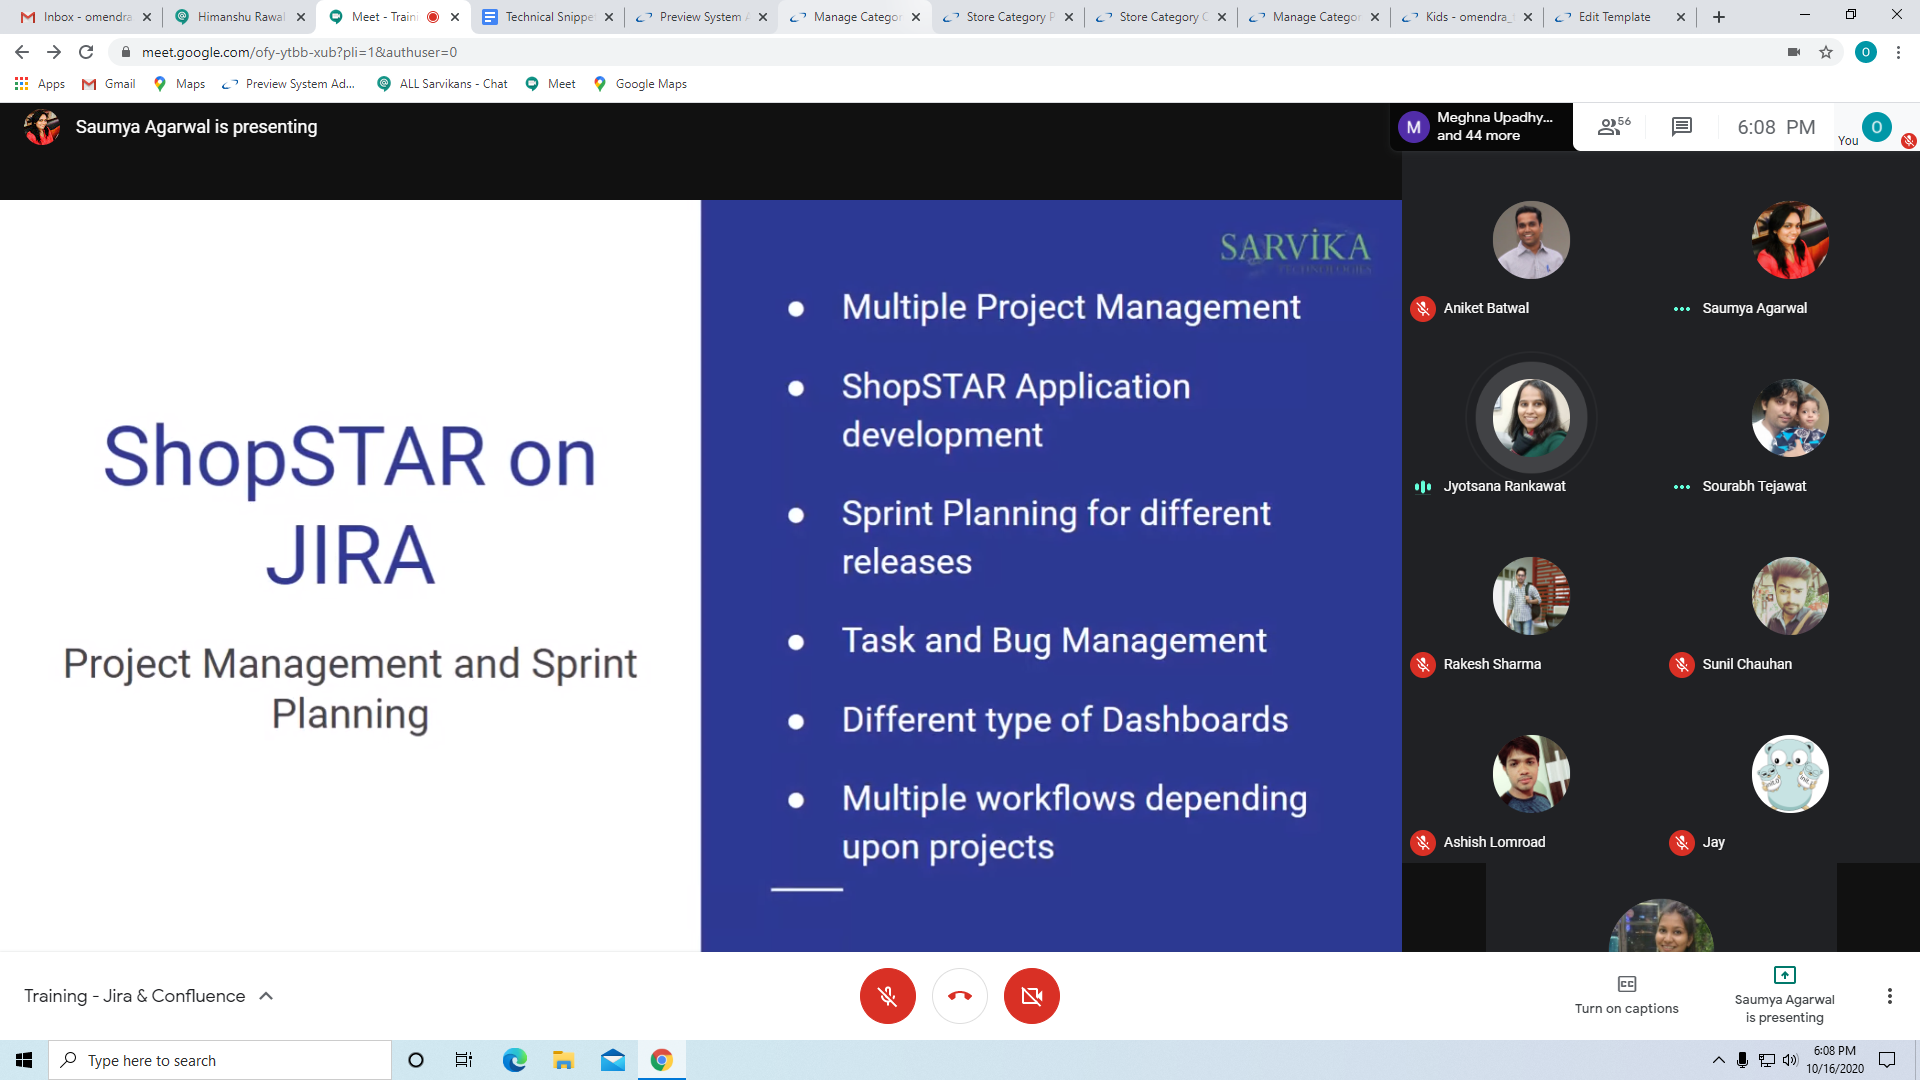 Inbox - omendra
Himanshu Rawal
Meet - Traini
Technical Snippe
Preview System A
Manage Categor
Store Category P
Store Category C
Manage Categor
Kids - omendra_
Edit Template
meet.google.com/ofy-ytbb-xub?pli=1&authuser=0
O
Apps
Gmail
Maps
Preview System Ad...
ALL Sarvikans - Chat
Meet
Google Maps
Saumya Agarwal is presenting
M
Meghna Upadhy...
and 44 more
56
6:08 PM
You
O
ShopSTAR on
JIRA
Project Management and Sprint
Planning
SARVİKA
TECHNOLOGIES
Multiple Project Management
ShopSTAR Application
development
Sprint Planning for different
releases
Task and Bug Management
Different type of Dashboards
Multiple workflows depending
upon projects
Aniket Batwal
Saumya Agarwal
Jyotsana Rankawat
Sourabh Tejawat
Rakesh Sharma
Sunil Chauhan
Ashish Lomroad
Jay
Training - Jira & Confluence
CC
Turn on captions
Saumya Agarwal
is presenting
Type here to search
6:08 PM
10/16/2020